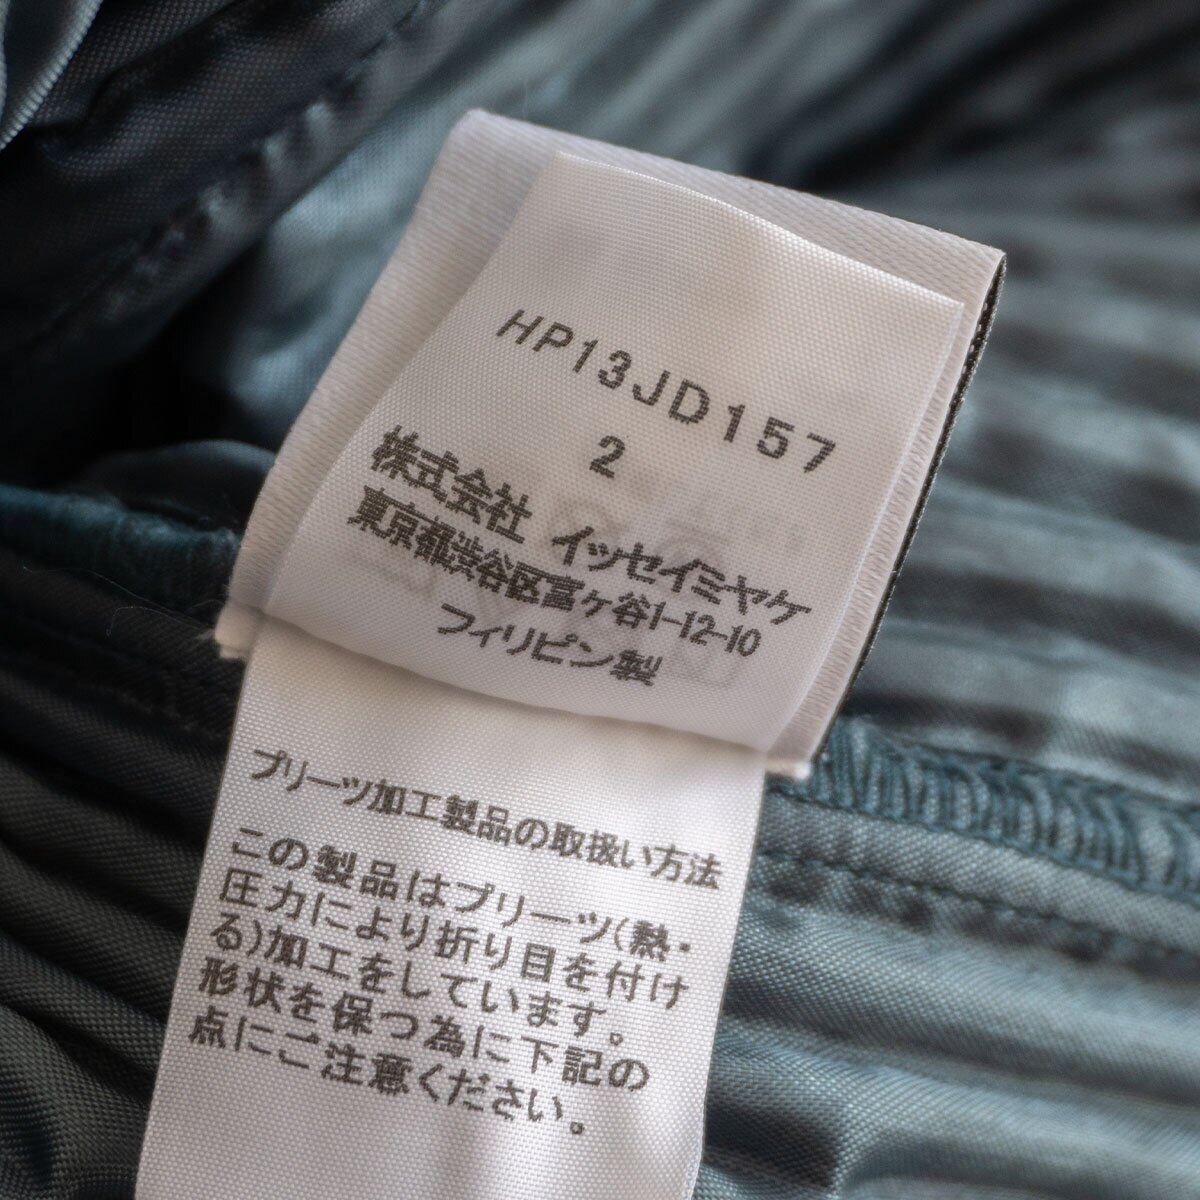 HP13JD157
2
株式会社 イッセイミヤケ
東京都渋谷区富ヶ谷1-12-10
フィリピン製
プリーツ加工製品の取扱い方法
この製品はプリーツ(熱・
圧力により折り目を付け
る)加工をしています。
形状を保つ為に下記の
点にご注意ください。